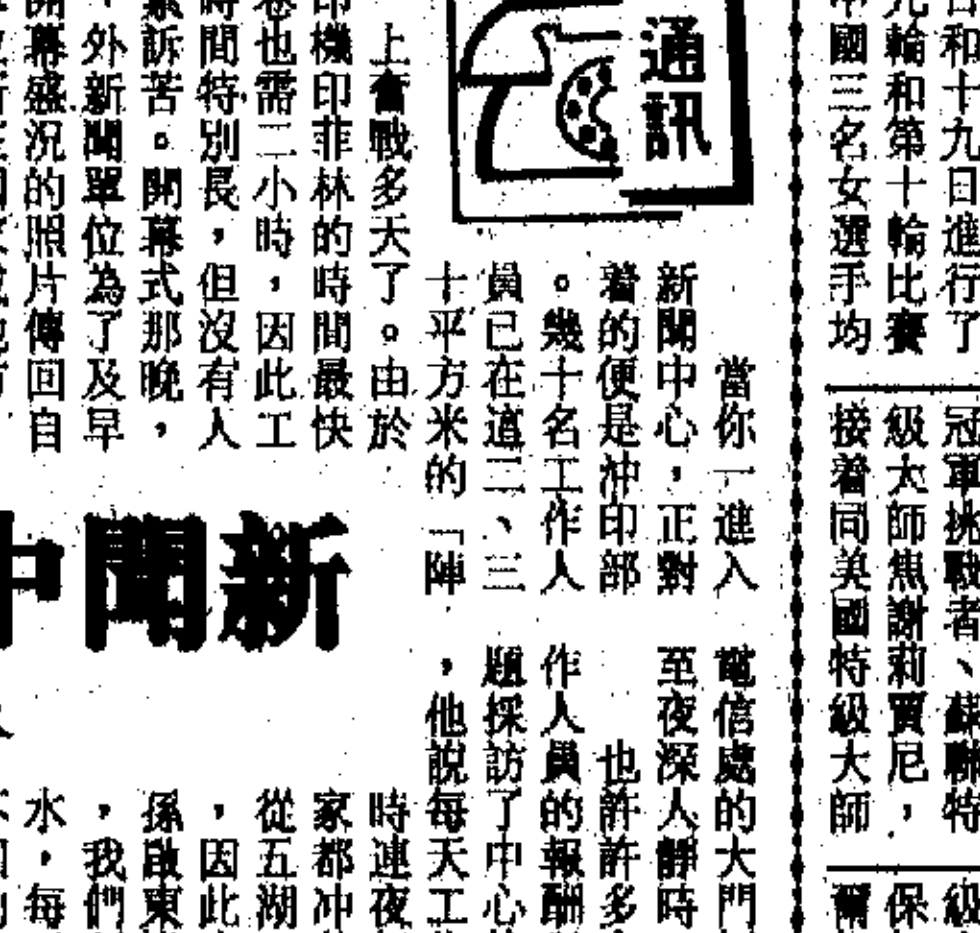 和十九日進行了
輪和第十輪比賽
國三名女選手均
冠軍挑戰者、蘇聯特
級大師焦謝莉賈尼，
接着同美國特級大師
級
保
爾
通訊
當你一進入
新聞中心，正對
着的便是沖印部
。幾十名工作人
員已在這二、三
十平方米的「陣
上奮戰多天了。由於
機印菲林的時間最快
也需二小時，因此工
間特別長，但沒有人
訴苦。開幕式那晚，
外新聞單位為了及早
幕盛況的照片傳回自
新聞中
電信處的大門
至夜深人靜時
也許許多
作人員的報酬
題採訪了中心
，他說每天工
時連夜
家都冲
從五湖
，因此
孫啟東
，我們
水，每